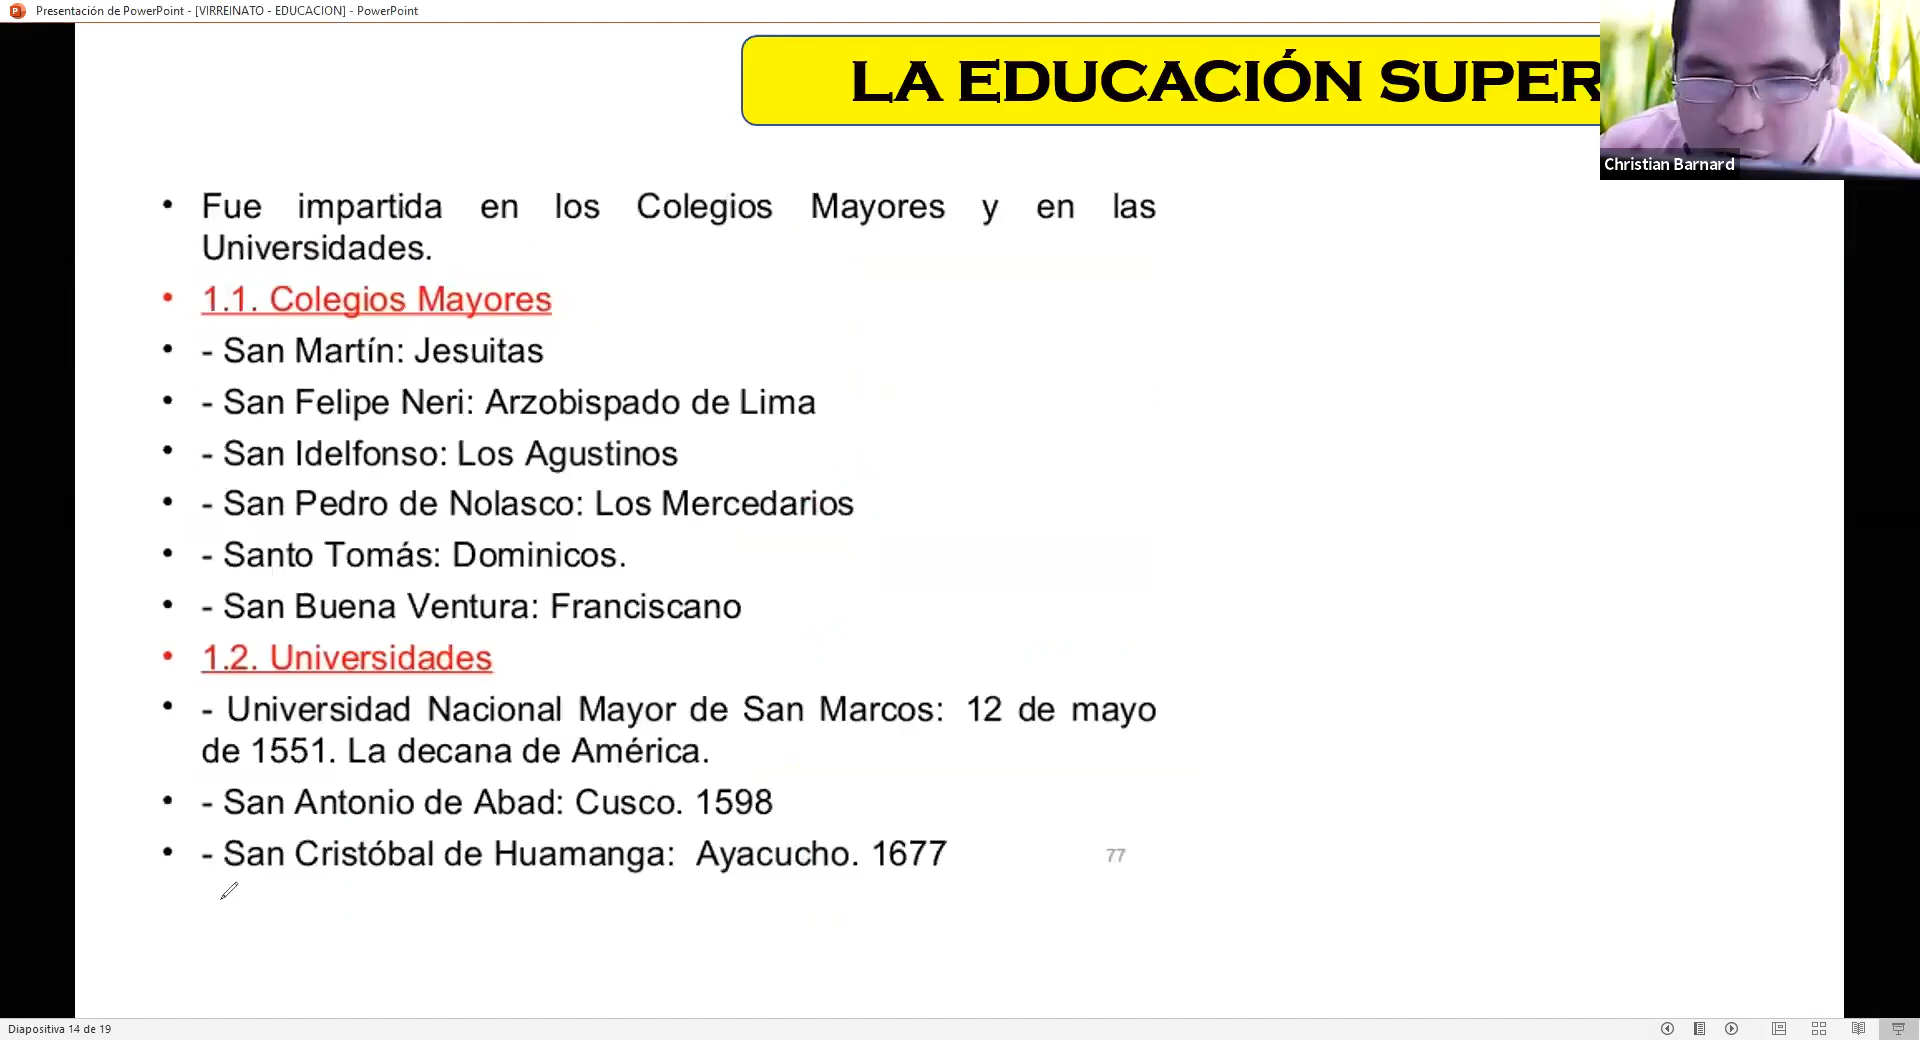 Presentación de PowerPoint - [VIRREINATO - EDUCACION] - PowerPoint
LA EDUCACIÓN SUPER
Christian Barnard
• Fue impartida en los Colegios Mayores y en las
Universidades.
• 1.1. Colegios Mayores
• - San Martín: Jesuitas
• - San Felipe Neri: Arzobispado de Lima
• - San Idelfonso: Los Agustinos
• - San Pedro de Nolasco: Los Mercedarios
• - Santo Tomás: Dominicos.
• - San Buena Ventura: Franciscano
• 1.2. Universidades
• - Universidad Nacional Mayor de San Marcos: 12 de mayo
de 1551. La decana de América.
• - San Antonio de Abad: Cusco. 1598
• - San Cristóbal de Huamanga: Ayacucho. 1677
77
Diapositiva 14 de 19